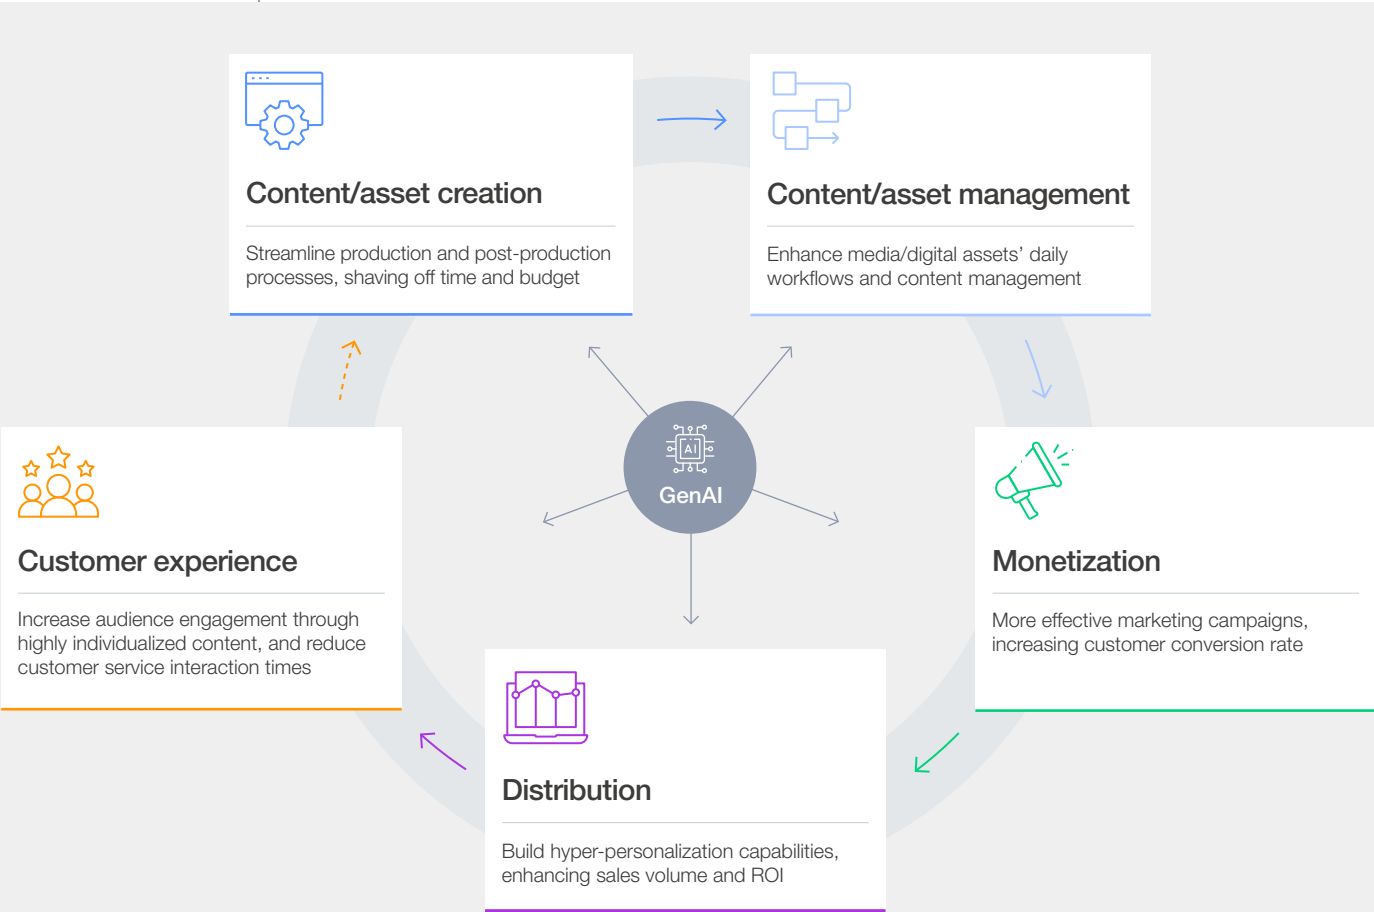 Content/asset creation
Streamline production and post-production
processes, shaving off time and budget
Content/asset management
Enhance media/digital assets’ daily
workflows and content management
AI
GenAI
Customer experience
Increase audience engagement through
highly individualized content, and reduce
customer service interaction times
Monetization
More effective marketing campaigns,
increasing customer conversion rate
Distribution
Build hyper-personalization capabilities,
enhancing sales volume and ROI